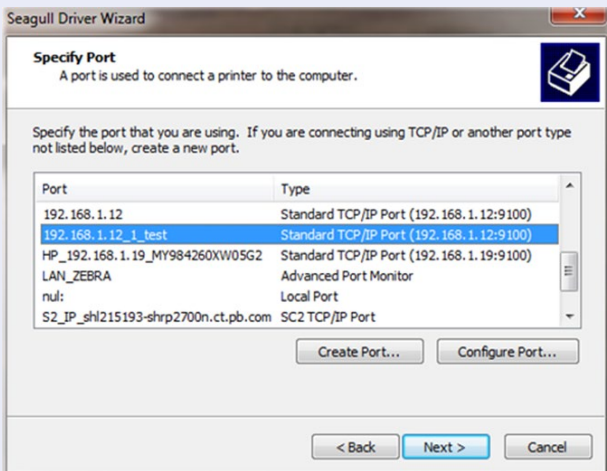 Seagull Driver Wizard
Specify Port
A port is used to connect a printer to the computer.
Specify the port that you are using. If you are connecting using TCP/IP or another port type
not listed below, create a new port.
Port Type
192.168.1.12 Standard TCP/IP Port (192.168.1.12:9100)
192.168.1.12_1_test Standard TCP/IP Port (192.168.1.12:9100)
HP_192.168.1.19_MY984260XW05G2 Standard TCP/IP Port (192.168.1.19:9100)
LAN_ZEBRA Advanced Port Monitor
nul: Local Port
S2_IP_shl215193-shrp2700n.ct.pb.com SC2 TCP/IP Port
Create Port... Configure Port...
< Back Next > Cancel